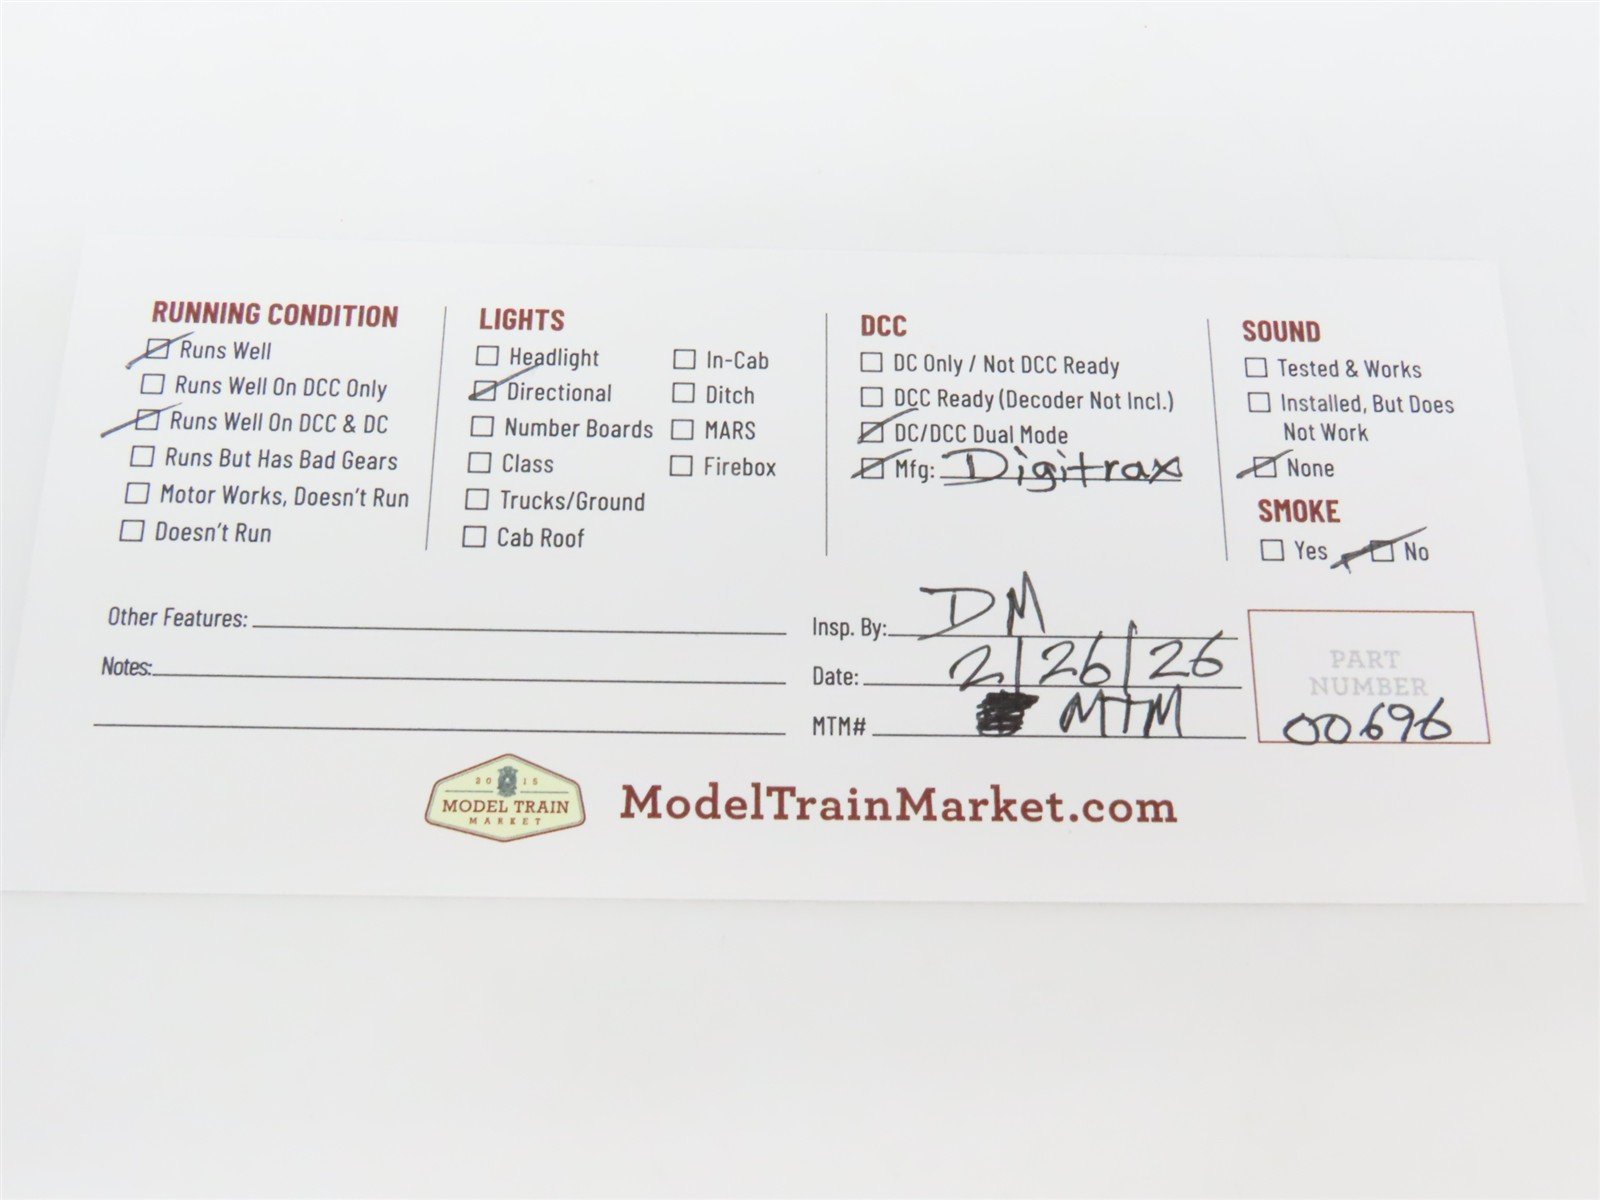 RUNNING CONDITION
Runs Well
Runs Well On DCC Only
Runs Well On DCC & DC
Runs But Has Bad Gears
Motor Works, Doesn't Run
Doesn't Run
LIGHTS
Headlight
Directional
Number Boards
Class
Trucks/Ground
Cab Roof
In-Cab
Ditch
MARS
Firebox
DCC
DC Only / Not DCC Ready
DCC Ready (Decoder Not Incl.)
DC/DCC Dual Mode
Mfg: Digitrax
SOUND
Tested & Works
Installed, But Does
Not Work
None
SMOKE
Yes No
Other Features:
Notes:
Insp. By: DM
Date: 2/26/26
MTM# MTM
PART
NUMBER
00696
2015
MODEL TRAIN
MARKET
ModelTrainMarket.com